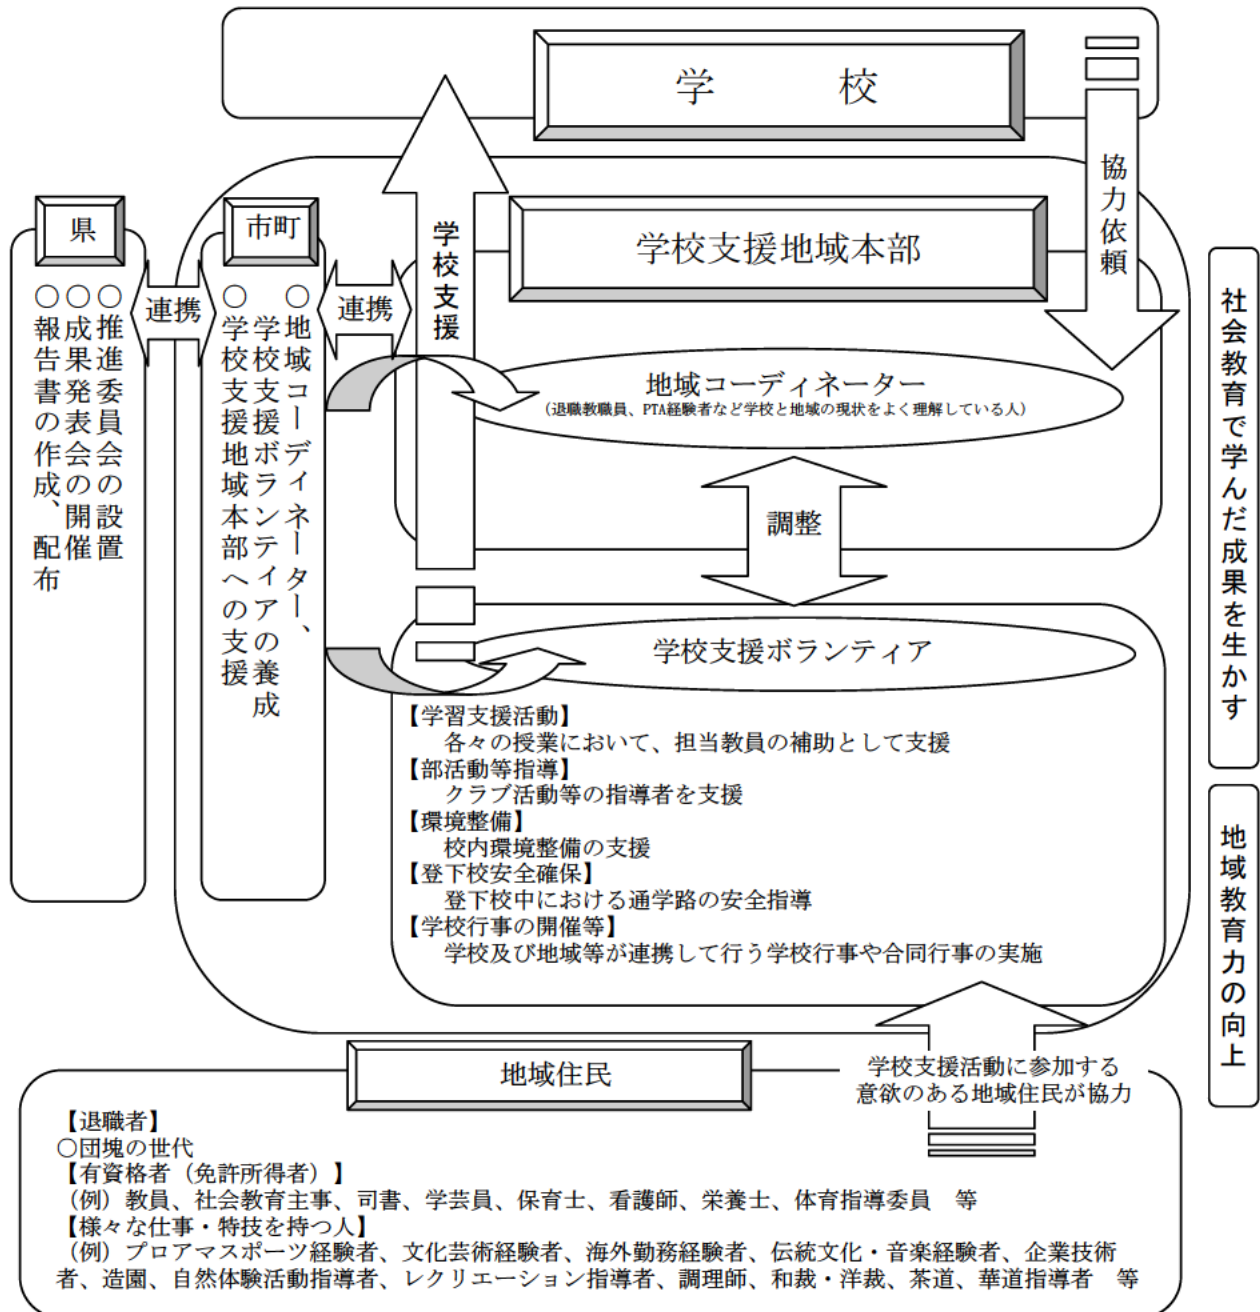 学　校
協力依頼
学校支援
学校支援地域本部
県
○推進委員会の設置
○成果発表会の開催
○報告書の作成、配布
連携
市町
○地域コーディネーター、
学校支援ボランティアの養成
○学校支援地域本部への支援
連携
地域コーディネーター
（退職教職員、PTA経験者など学校と地域の現状をよく理解している人）
調整
学校支援ボランティア
【学習支援活動】
各々の授業において、担当教員の補助として支援
【部活動等指導】
クラブ活動等の指導者を支援
【環境整備】
校内環境整備の支援
【登下校安全確保】
登下校中における通学路の安全指導
【学校行事の開催等】
学校及び地域等が連携して行う学校行事や合同行事の実施
社会教育で学んだ成果を生かす
地域教育力の向上
地域住民
学校支援活動に参加する
意欲のある地域住民が協力
【退職者】
○団塊の世代
【有資格者（免許所得者）】
（例）教員、社会教育主事、司書、学芸員、保育士、看護師、栄養士、体育指導委員　等
【様々な仕事・特技を持つ人】
（例）プロアマスポーツ経験者、文化芸術経験者、海外勤務経験者、伝統文化・音楽経験者、企業技術
者、造園、自然体験活動指導者、レクリエーション指導者、調理師、和裁・洋裁、茶道、華道指導者　等